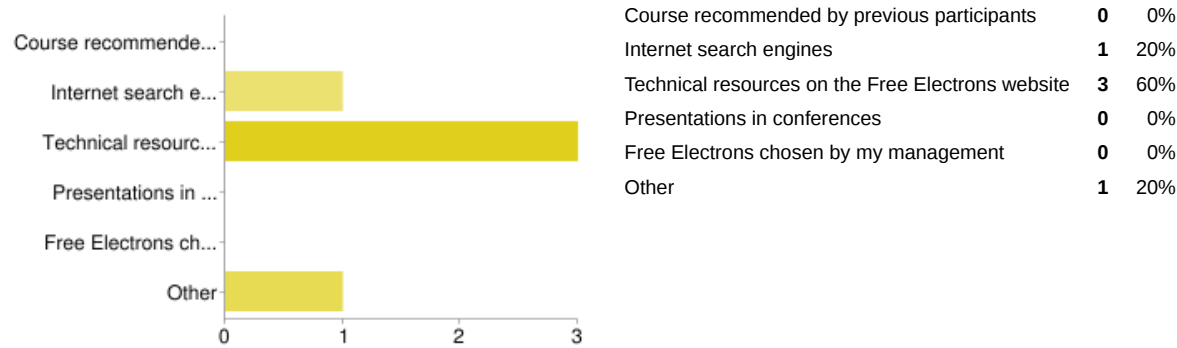 Course recommende...
Internet search e...
Technical resourc...
Presentations in ...
Free Electrons ch...
Other
0 1 2 3
Course recommended by previous participants 0 0%
Internet search engines 1 20%
Technical resources on the Free Electrons website 3 60%
Presentations in conferences 0 0%
Free Electrons chosen by my management 0 0%
Other 1 20%